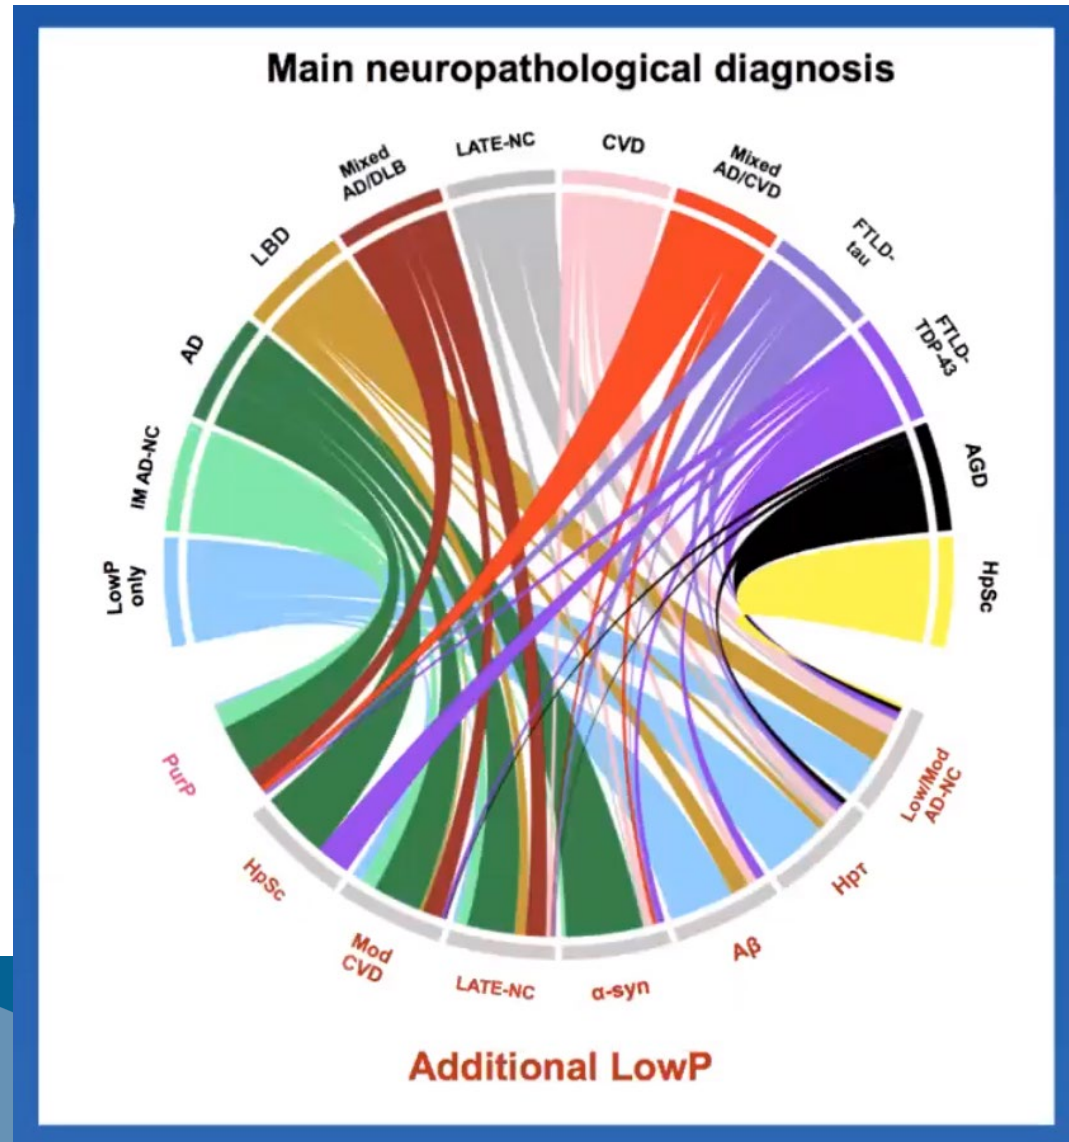 Main neuropathological diagnosis
LowP
only
IM AD-NC
AD
LBD
Mixed
AD/DLB
LATE-NC
CVD
Mixed
AD/CVD
FTLD-
tau
FTLD-
TDP-43
AGD
HpSc
PurP
HpSc
Mod
CVD
LATE-NC
α-syn
Aβ
Hpτ
Low/Mod
AD-NC
Additional LowP